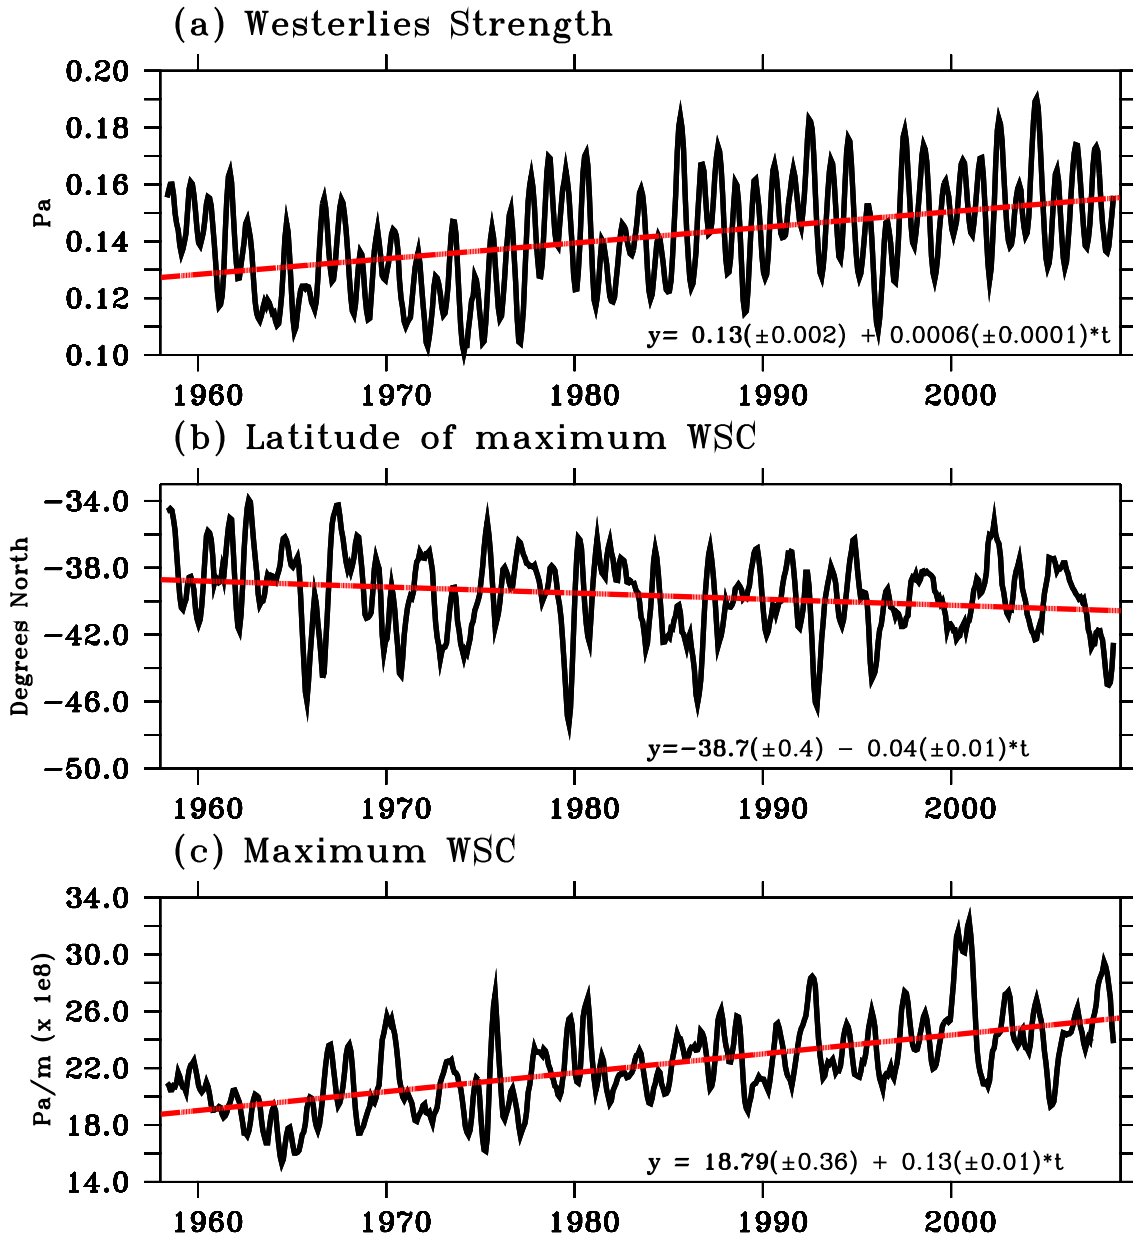 (a) Westerlies Strength
0.20
0.18
0.16
0.14
0.12
0.10
Pa
y= 0.13(±0.002) + 0.0006(±0.0001)*t
1960 1970 1980 1990 2000
(b) Latitude of maximum WSC
−34.0
−38.0
−42.0
−46.0
−50.0
Degrees North
y=−38.7(±0.4) − 0.04(±0.01)*t
1960 1970 1980 1990 2000
(c) Maximum WSC
34.0
30.0
26.0
22.0
18.0
14.0
Pa/m (x 1e8)
y = 18.79(±0.36) + 0.13(±0.01)*t
1960 1970 1980 1990 2000